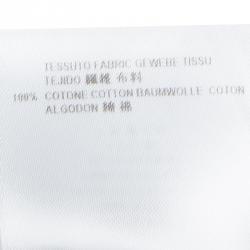 TESSUTO FABRIC GEWEBE TISSU
TEJIDO 纖維 布料
100% COTONE COTTON BAUMWOLLE COTON
ALGODON 綿 棉